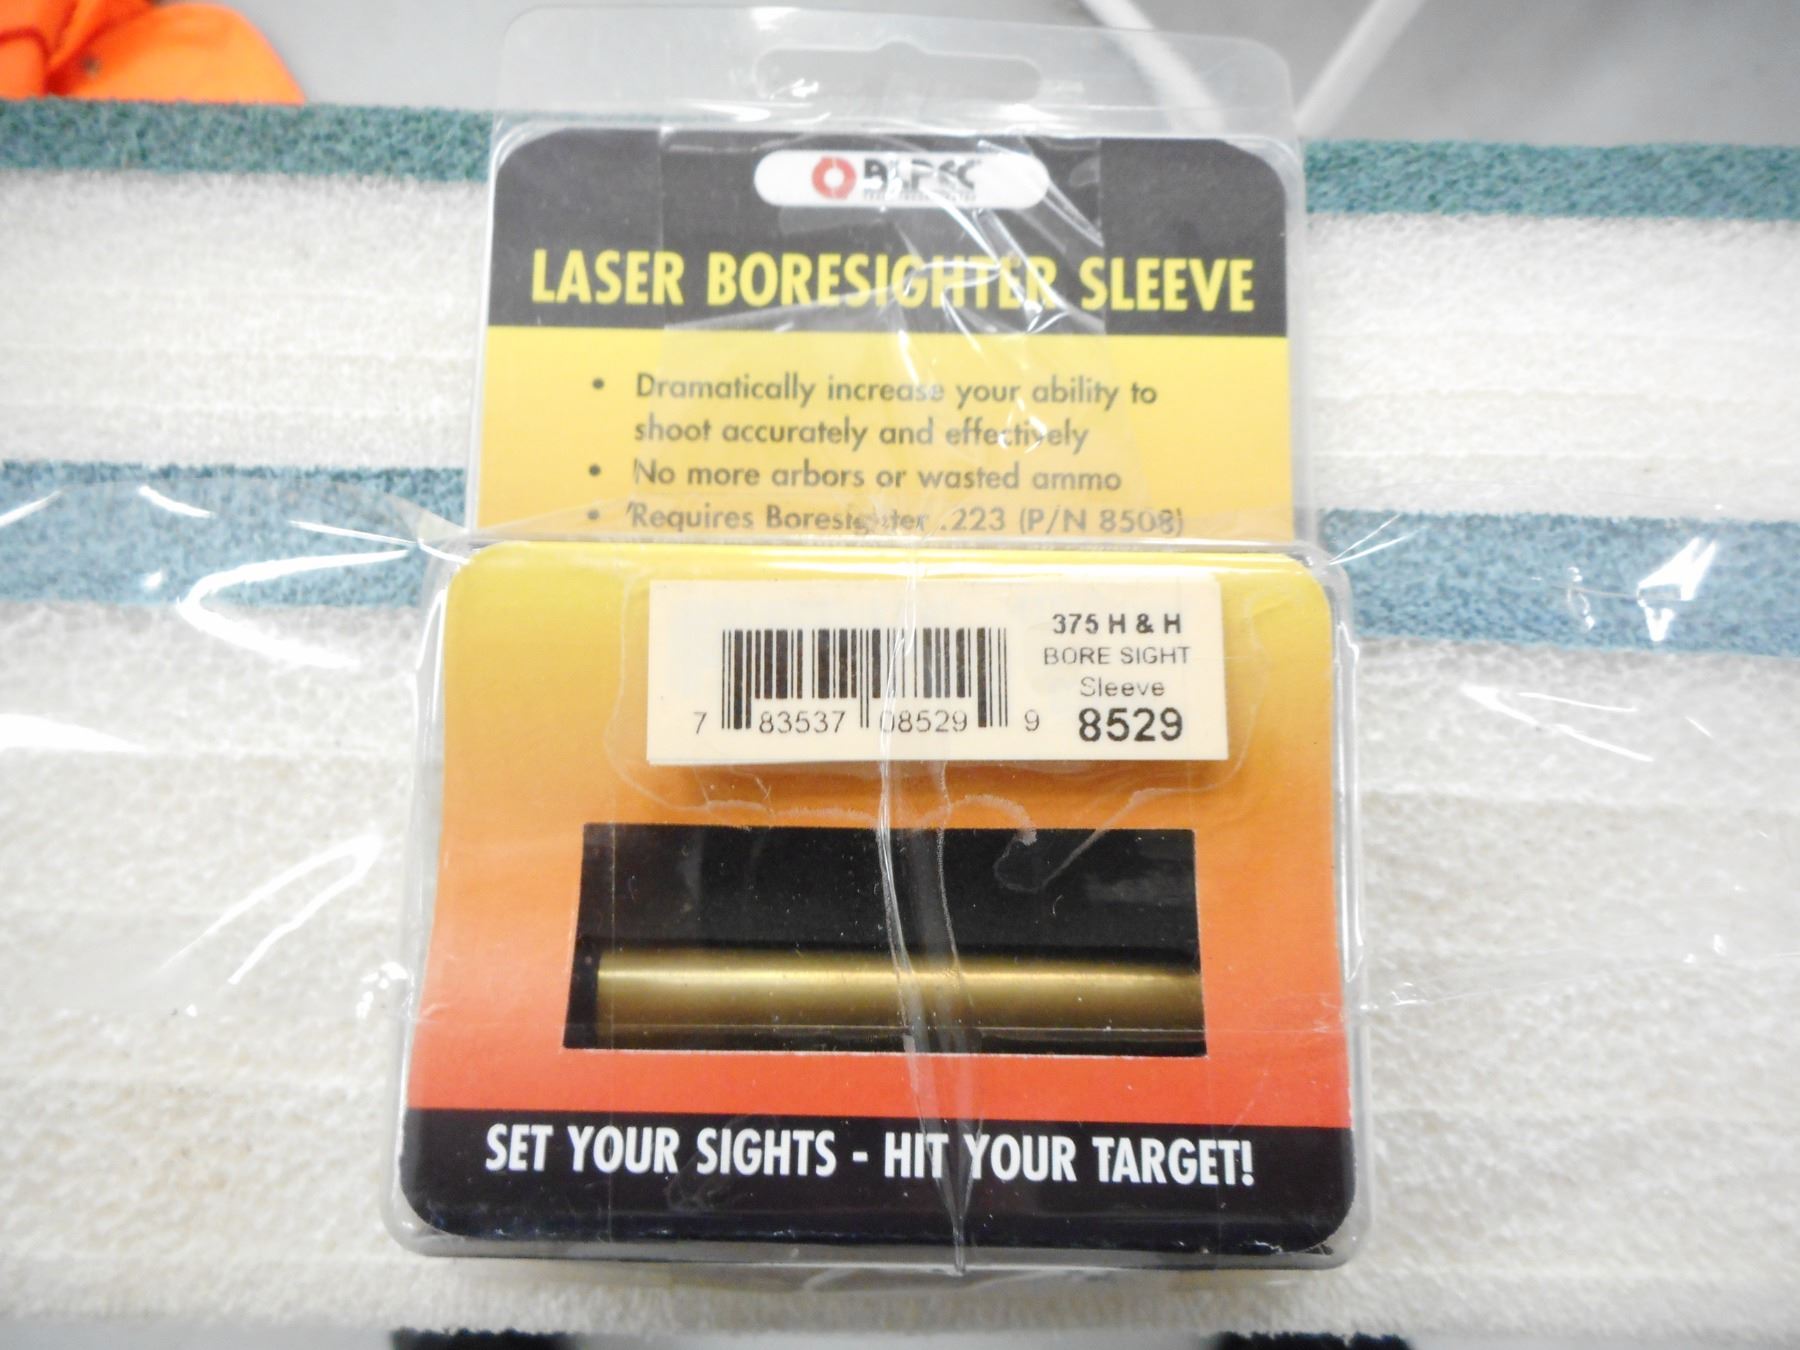 LASER BORESIGHTER SLEEVE
• Dramatically increase your ability to
shoot accurately and effectively
• No more arbors or wasted ammo
• *Requires Boresighter .223 (P/N 8508)
375 H & H
BORE SIGHT
Sleeve
8529
7 83537 08529 9
SET YOUR SIGHTS - HIT YOUR TARGET!